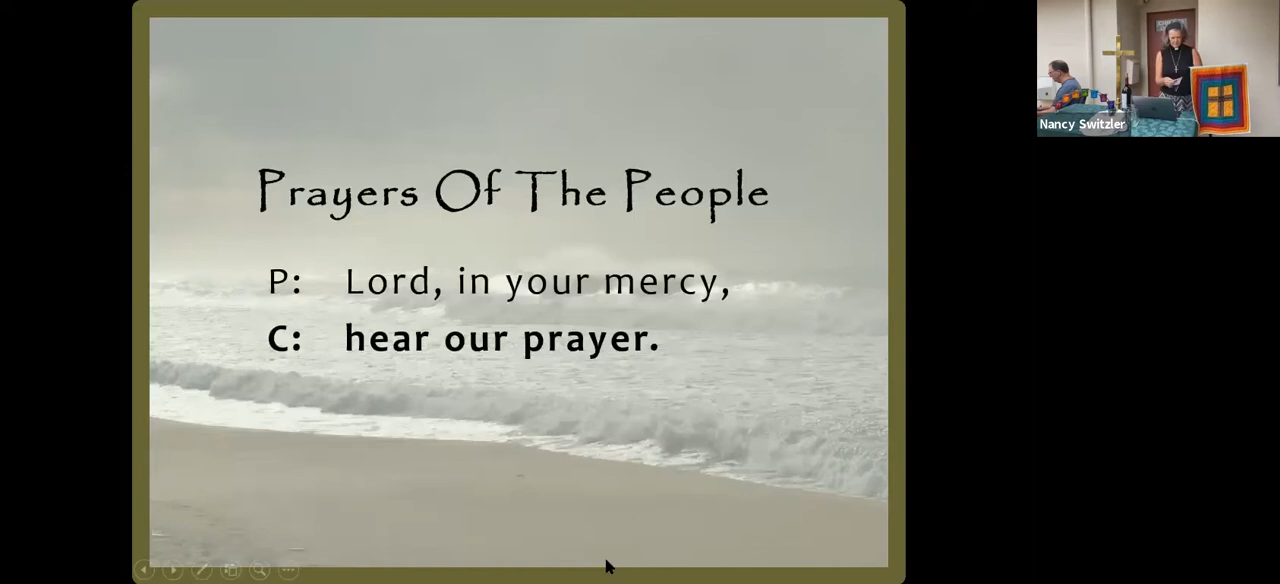 Prayers Of The People
P: Lord, in your mercy,
C: hear our prayer.
Nancy Switzler